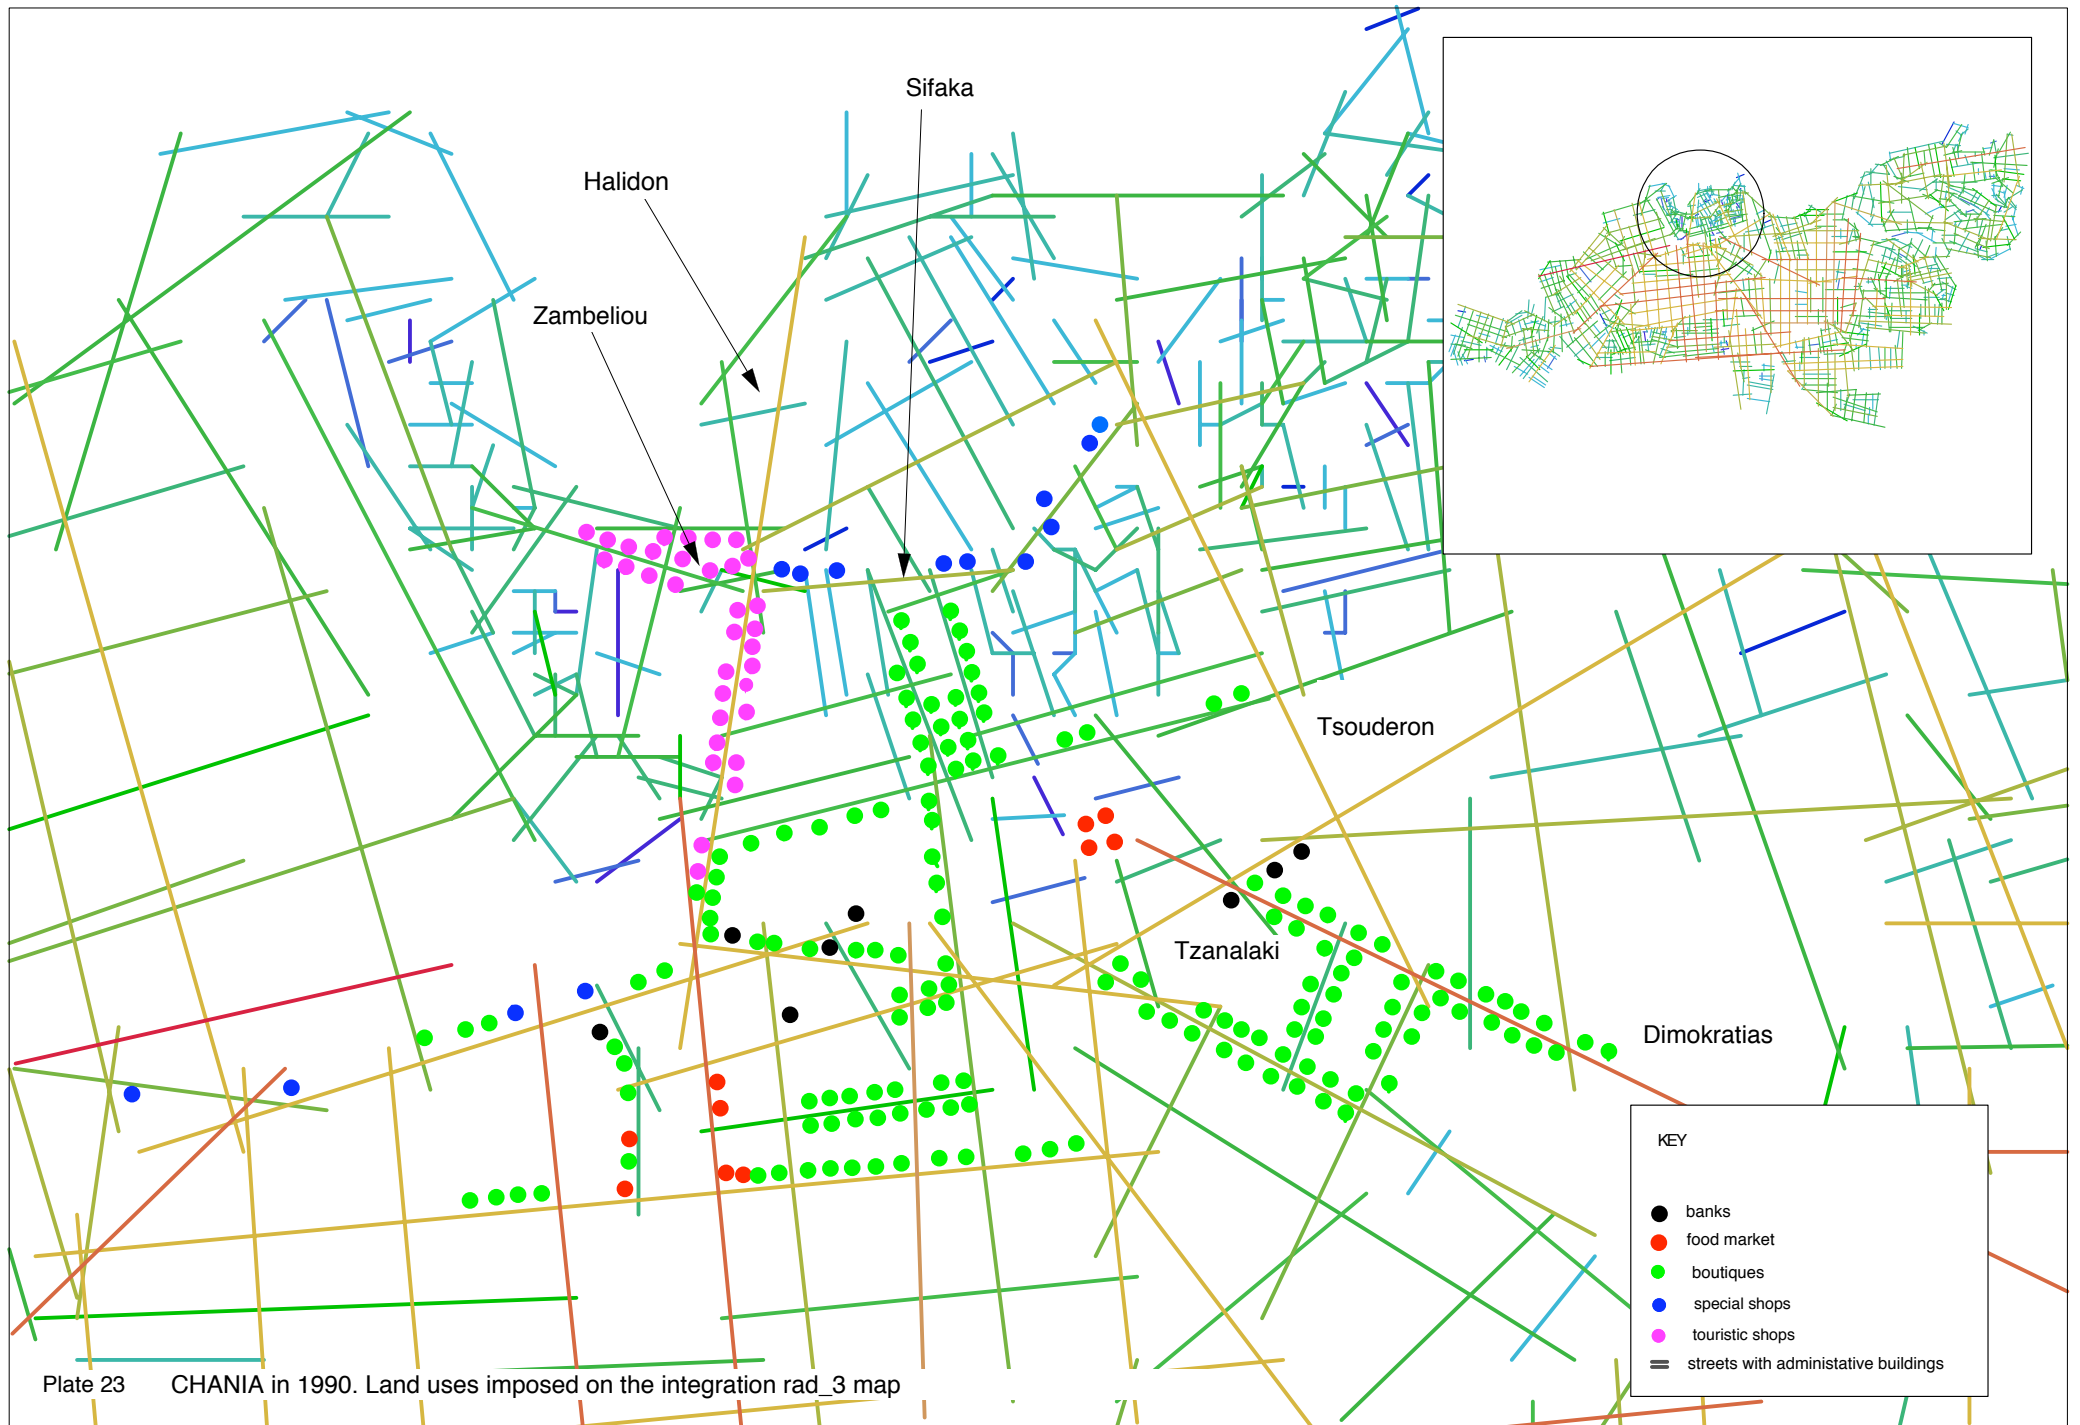 Sifaka
Halidon
Zambeliou
Tsouderon
Tzanalaki
Dimokratias
KEY
banks
food market
boutiques
special shops
touristic shops
streets with administative buildings
Plate 23 CHANIA in 1990. Land uses imposed on the integration rad_3 map